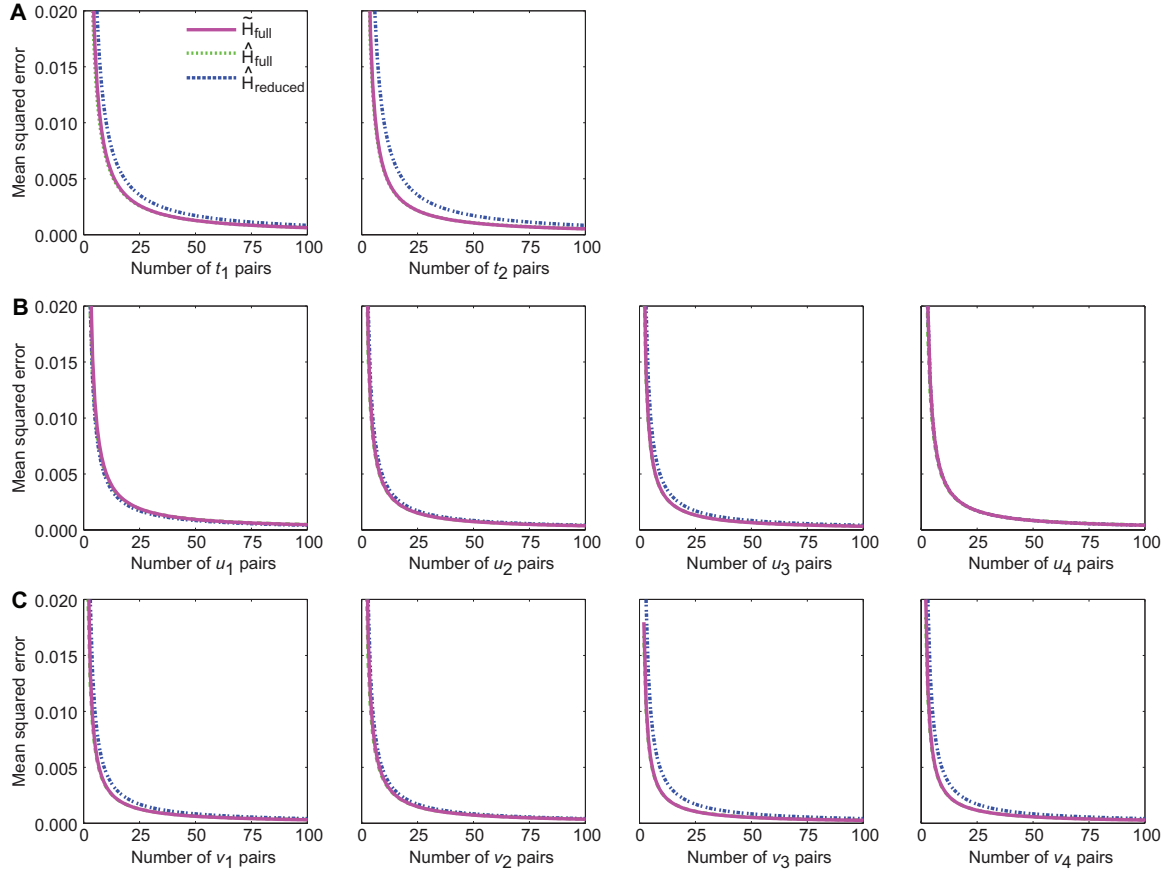 A
Mean squared error
0.020
0.015
0.010
0.005
0.000
H̃full
Ĥfull
Ĥreduced
0 25 50 75 100
Number of t1 pairs
0 25 50 75 100
Number of t2 pairs
B
Mean squared error
0.020
0.015
0.010
0.005
0.000
0 25 50 75 100
Number of u1 pairs
0 25 50 75 100
Number of u2 pairs
0 25 50 75 100
Number of u3 pairs
0 25 50 75 100
Number of u4 pairs
C
Mean squared error
0.020
0.015
0.010
0.005
0.000
0 25 50 75 100
Number of v1 pairs
0 25 50 75 100
Number of v2 pairs
0 25 50 75 100
Number of v3 pairs
0 25 50 75 100
Number of v4 pairs